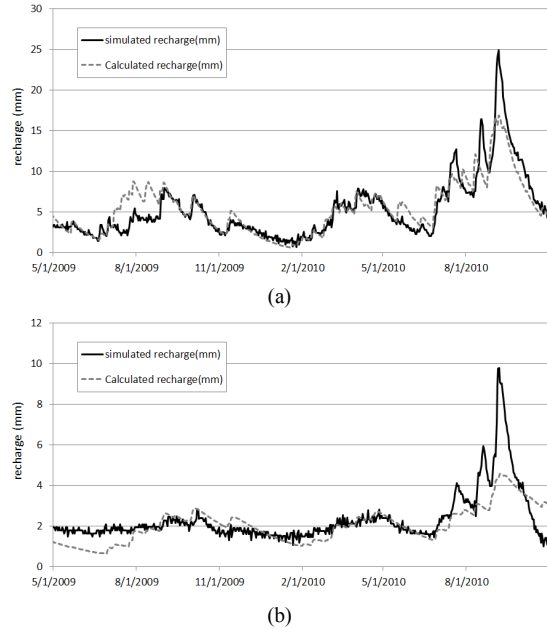 30
simulated recharge(mm)
25
Calculated recharge(mm)
20
15
10
5
0
recharge (mm)
5/1/2009 8/1/2009 11/1/2009 2/1/2010 5/1/2010 8/1/2010
(a)
12
simulated recharge(mm)
10
Calculated recharge(mm)
8
6
4
2
0
recharge (mm)
5/1/2009 8/1/2009 11/1/2009 2/1/2010 5/1/2010 8/1/2010
(b)